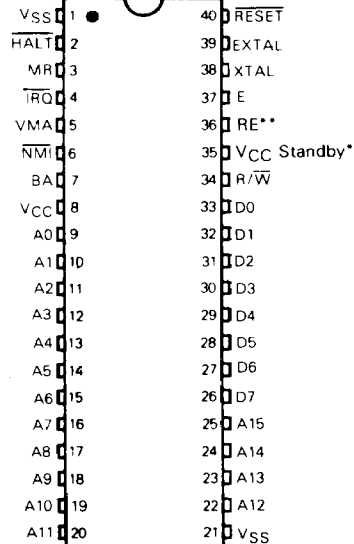 VSS 1 40 RESET
HALT 2 39 EXTAL
MR 3 38 XTAL
IRQ 4 37 E
VMA 5 36 RE**
NMI 6 35 VCC Standby*
BA 7 34 R/W
VCC 8 33 D0
A0 9 32 D1
A1 10 31 D2
A2 11 30 D3
A3 12 29 D4
A4 13 28 D5
A5 14 27 D6
A6 15 26 D7
A7 16 25 A15
A8 17 24 A14
A9 18 23 A13
A10 19 22 A12
A11 20 21 VSS